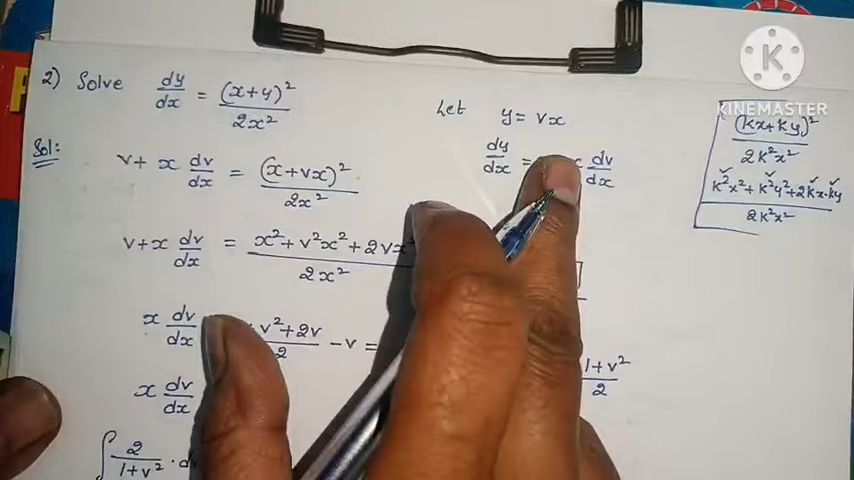 2) Solve dy/dx = (x+y)²/2x²
Let y = vx
dy/dx = x dv/dx
Sol:
v + x dv/dx = (x+vx)²/2x²
v + x dv/dx = x²+v²x²+2vx²/2x²
x dv/dx v²+2v/2 - v =
x dv/dx 1+v²/2
∫ 2/1+v² · d
K
KINEMASTER
(kx+ky)²/2k²x²
k²x²+k²y²+2kx·ky/2k²x²